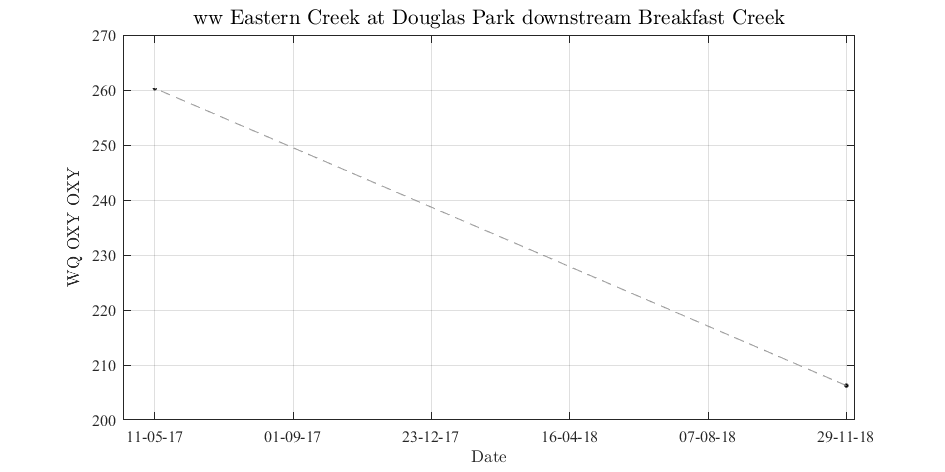 ww Eastern Creek at Douglas Park downstream Breakfast Creek
270
260
250
240
230
220
210
200
WQ OXY OXY
11-05-17 01-09-17 23-12-17 16-04-18 07-08-18 29-11-18
Date